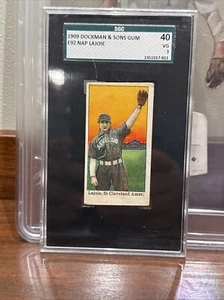 SGC
1909 DOCKMAN & SONS GUM
E92 NAP LAJOIE
40
VG
3
Lajoie, 2b Cleveland Amer.